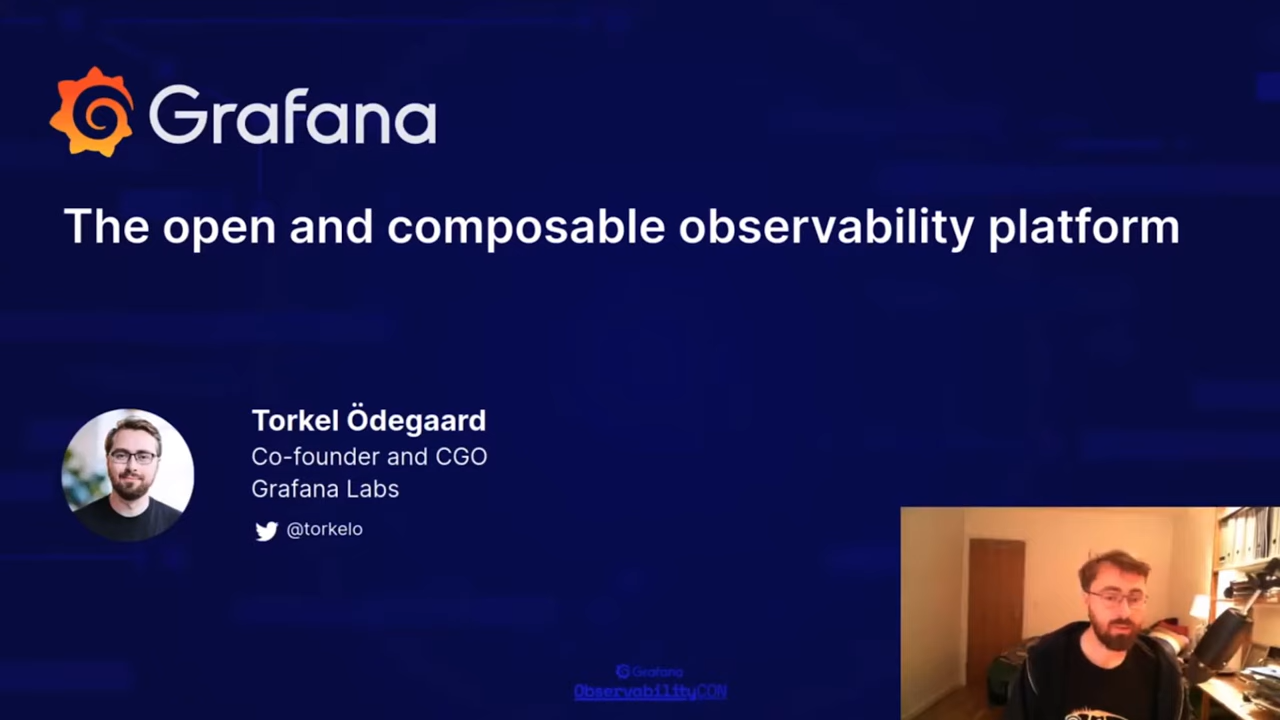 Grafana
The open and composable observability platform
Torkel Ödegaard
Co-founder and CGO
Grafana Labs
@torkelo
Grafana
ObservabilityCON